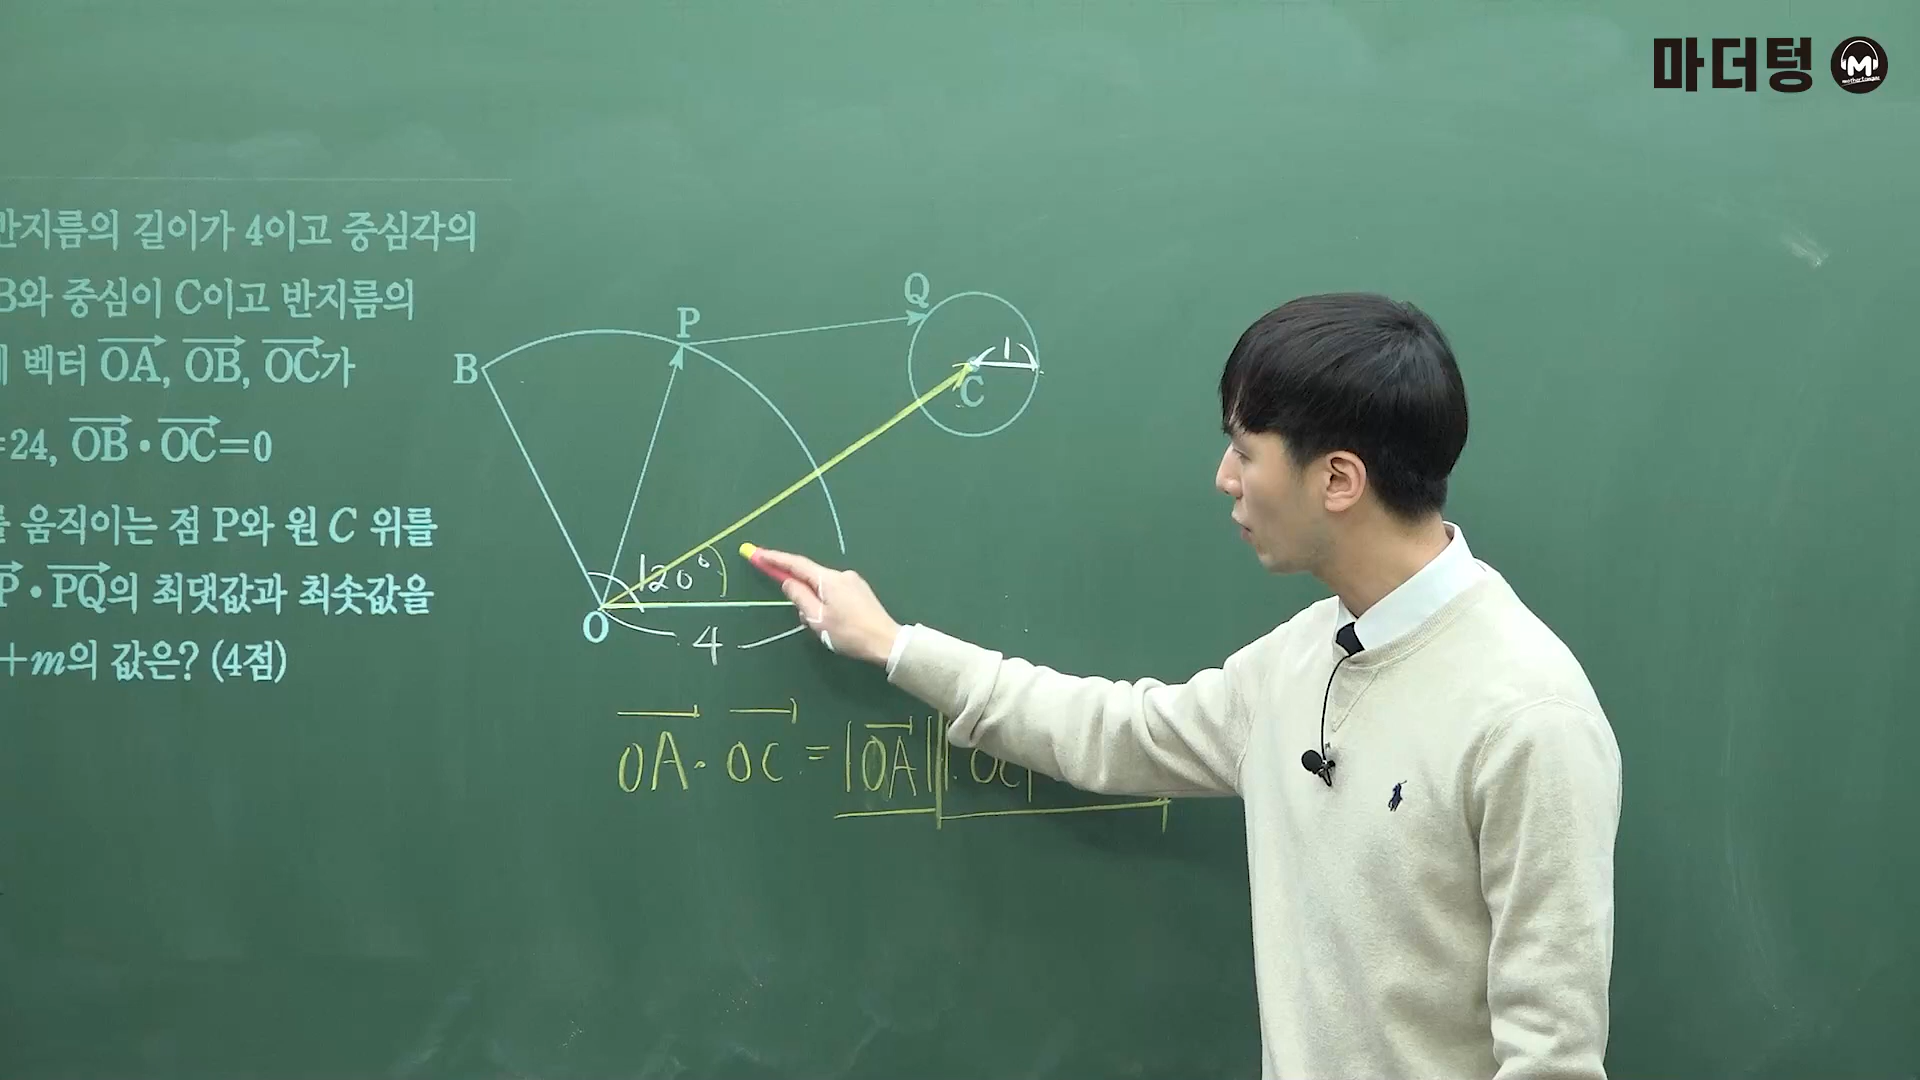 마더텅
반지름의 길이가 4이고 중심각의
B와 중심이 C이고 반지름의
벡터 OA, OB, OC가
=24, OB·OC=0
를 움직이는 점 P와 원 C 위를
P·PQ의 최댓값과 최솟값을
+m의 값은? (4점)
Q
P
B
1
C
120°
O
4
OA·OC=|OA||OC|